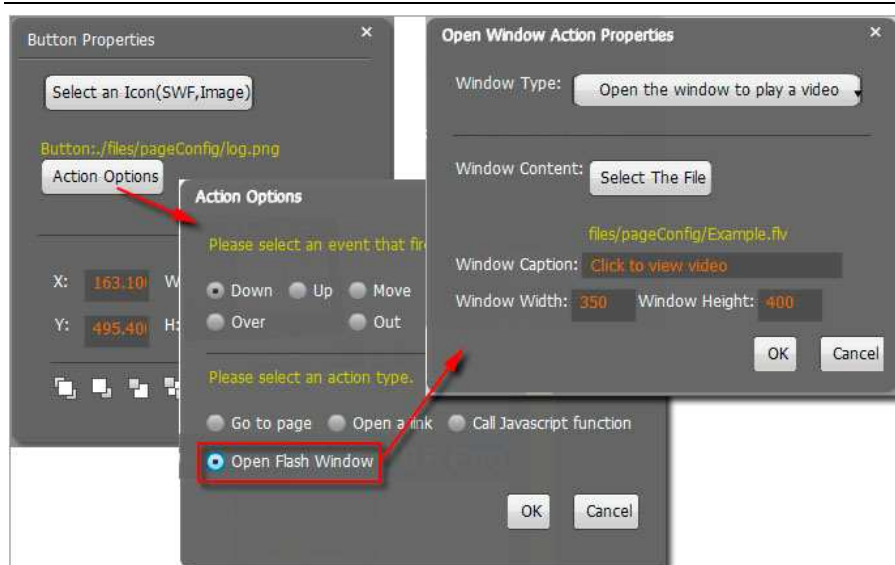 Button Properties
Select an Icon(SWF,Image)
Button:./files/pageConfig/log.png
Action Options
X: 163.10
Y: 495.40 H:
Action Options
Please select an event that
Down Up Move
Over Out
Please select an action type.
Go to page Open a link Call Javascript function
Open Flash Window
OK Cancel
Open Window Action Properties
Window Type: Open the window to play a video
Window Content: Select The File
files/pageConfig/Example.flv
Window Caption: Click to view video
Window Width: 350 Window Height: 400
OK Cancel